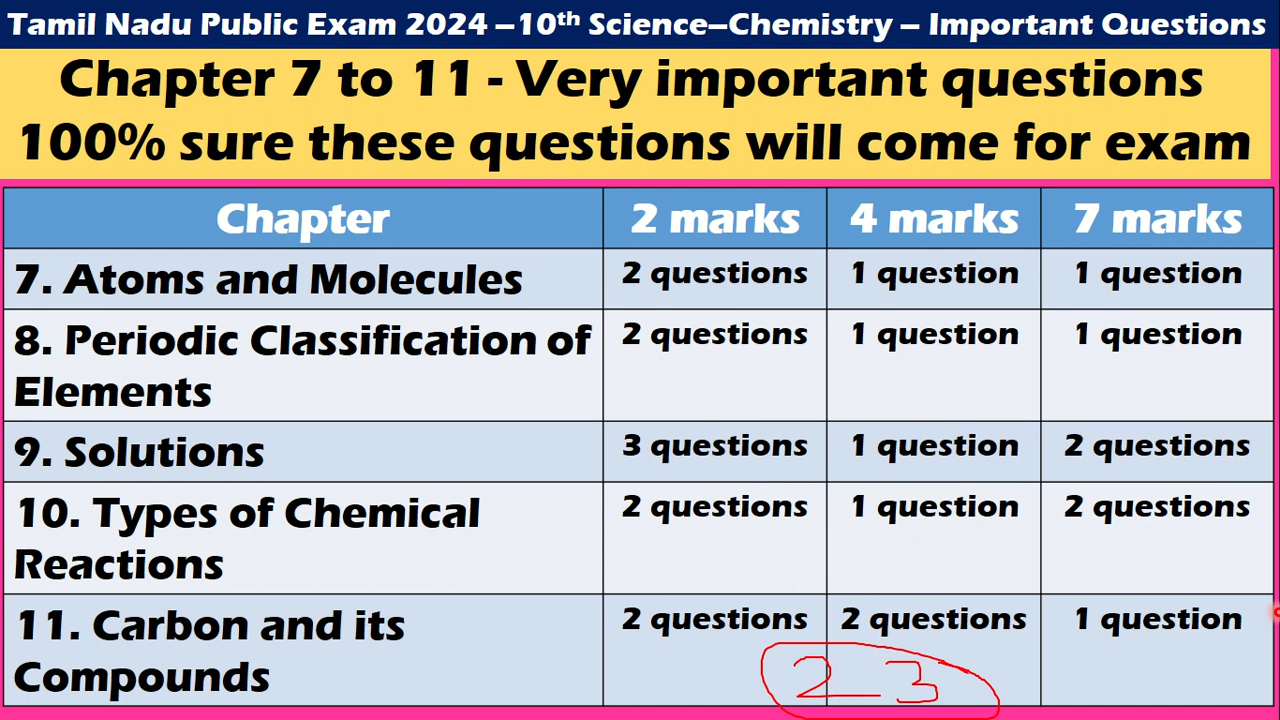 Tamil Nadu Public Exam 2024 –10th Science–Chemistry – Important Questions
Chapter 7 to 11 - Very important questions
100% sure these questions will come for exam
Chapter 2 marks 4 marks 7 marks
7. Atoms and Molecules 2 questions 1 question 1 question
8. Periodic Classification of 2 questions 1 question 1 question
Elements
9. Solutions 3 questions 1 question 2 questions
10. Types of Chemical 2 questions 1 question 2 questions
Reactions
11. Carbon and its 2 questions 2 questions 1 question
Compounds 2 3